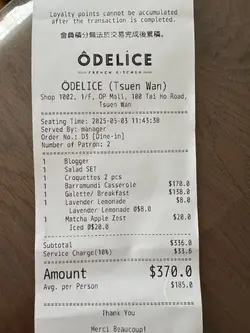 Loyalty points cannot be accumulated
after the transaction is completed.
會員積分無法於交易完成後累積。
ÔDELICE
FRENCH KITCHEN
ÔDELICE (Tsuen Wan)
Shop 1002, 1/F, OP Mall, 100 Tai Ho Road,
Tsuen Wan
Seating Time: 2025-05-03 11:43:38
Served By: manager
Order No.: D3 [Dine-in]
Number of Patron: 2
1 Blogger
1 Salad SET
1 Croquettes 2 pcs
1 Barramundi Casserole $170.0
1 Galette/ Breakfast $138.0
1 Lavender Lemonade $8.0
Lavender Lemonade @$8.0
1 Matcha Apple Zest $20.0
Iced @$20.0
Subtotal $336.0
Service Charge(10%) $33.6
Amount $370.0
Avg. per Person $185.0
Thank You
Merci Beaucoup!